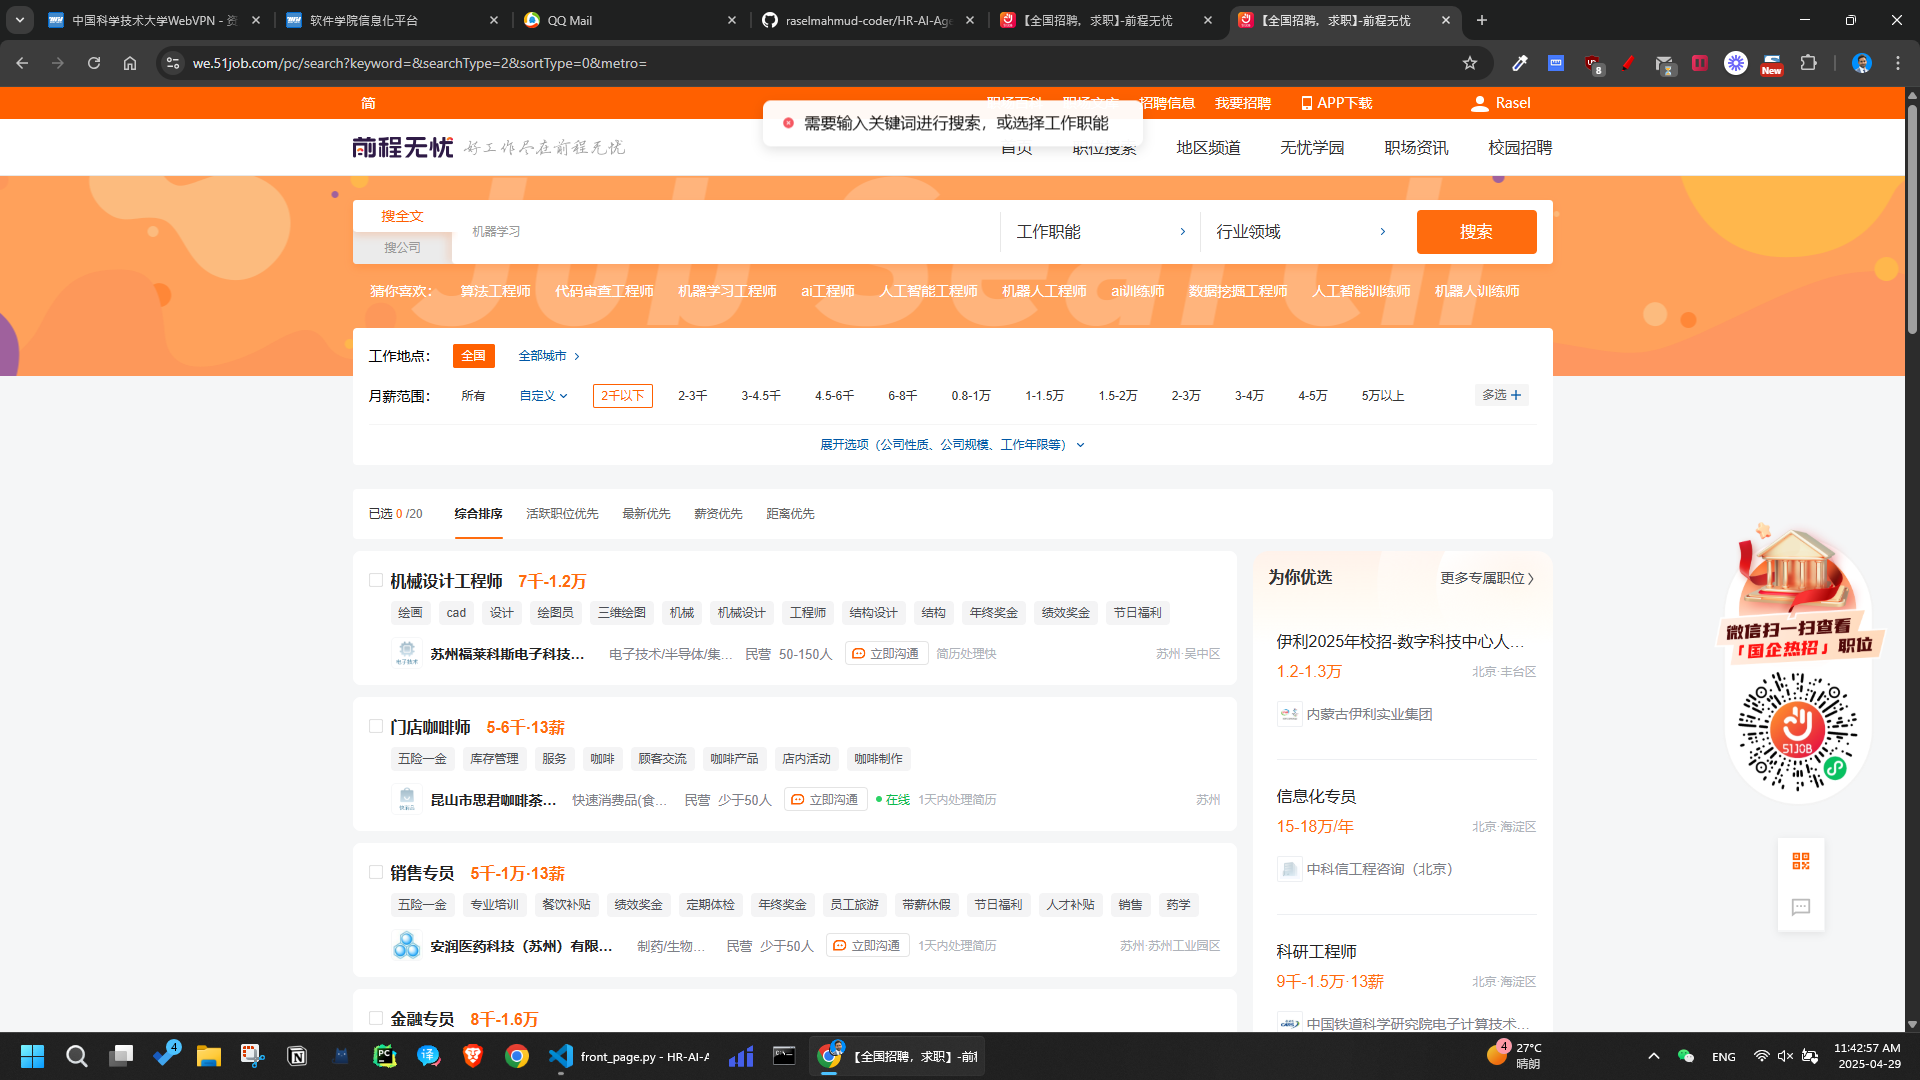 中国科学技术大学WebVPN - 资
软件学院信息化平台
QQ Mail
raselmahmud-coder/HR-AI-Age
【全国招聘，求职】-前程无忧
【全国招聘，求职】-前程无忧
we.51job.com/pc/search?keyword=&searchType=2&sortType=0&metro=
8
New
简
招聘信息
我要招聘
APP下载
Rasel
需要输入关键词进行搜索，或选择工作职能
前程无忧
好工作尽在前程无忧
首页
职位搜索
地区频道
无忧学园
职场资讯
校园招聘
Job Search
搜全文
搜公司
机器学习
工作职能
行业领域
搜索
猜你喜欢：
算法工程师
代码审查工程师
机器学习工程师
ai工程师
人工智能工程师
机器人工程师
ai训练师
数据挖掘工程师
人工智能训练师
机器人训练师
工作地点：
全国
全部城市
月薪范围：
所有
自定义
2千以下
2-3千
3-4.5千
4.5-6千
6-8千
0.8-1万
1-1.5万
1.5-2万
2-3万
3-4万
4-5万
5万以上
多选
展开选项（公司性质、公司规模、工作年限等）
已选 0 /20
综合排序
活跃职位优先
最新优先
薪资优先
距离优先
机械设计工程师 7千-1.2万
绘画
cad
设计
绘图员
三维绘图
机械
机械设计
工程师
结构设计
结构
年终奖金
绩效奖金
节日福利
电子技术
苏州福莱科斯电子科技...
电子技术/半导体/集...
民营 50-150人
立即沟通
简历处理快
苏州·吴中区
门店咖啡师 5-6千·13薪
五险一金
库存管理
服务
咖啡
顾客交流
咖啡产品
店内活动
咖啡制作
昆山市思君咖啡茶...
快速消费品(食...
民营 少于50人
立即沟通
在线
1天内处理简历
苏州
销售专员 5千-1万·13薪
五险一金
专业培训
餐饮补贴
绩效奖金
定期体检
年终奖金
员工旅游
带薪休假
节日福利
人才补贴
销售
药学
安润医药科技（苏州）有限...
制药/生物...
民营 少于50人
立即沟通
1天内处理简历
苏州·苏州工业园区
金融专员 8千-1.6万
为你优选
更多专属职位
伊利2025年校招-数字科技中心人...
1.2-1.3万
北京·丰台区
内蒙古伊利实业集团
信息化专员
15-18万/年
北京·海淀区
中科信工程咨询（北京）
科研工程师
9千-1.5万·13薪
北京·海淀区
中国铁道科学研究院电子计算技术...
微信扫一扫查看
「国企热招」职位
51JOB
4
front_page.py - HR-AI-A
【全国招聘，求职】-前程
4
27°C
晴朗
ENG
11:42:57 AM
2025-04-29